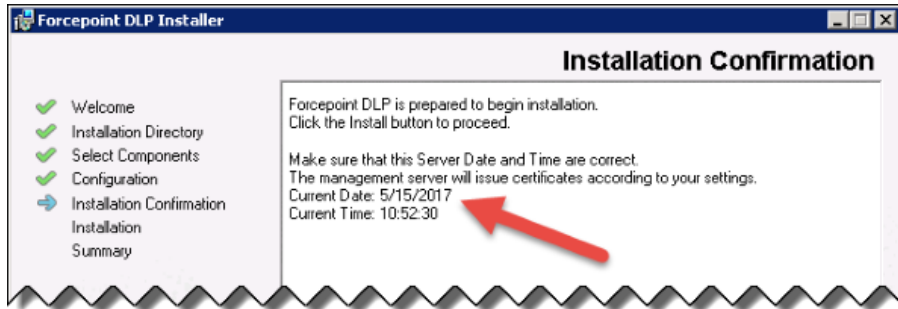 Forcepoint DLP Installer
Installation Confirmation
Welcome
Installation Directory
Select Components
Configuration
Installation Confirmation
Installation
Summary
Forcepoint DLP is prepared to begin installation.
Click the Install button to proceed.
Make sure that this Server Date and Time are correct.
The management server will issue certificates according to your settings.
Current Date: 5/15/2017
Current Time: 10:52:30